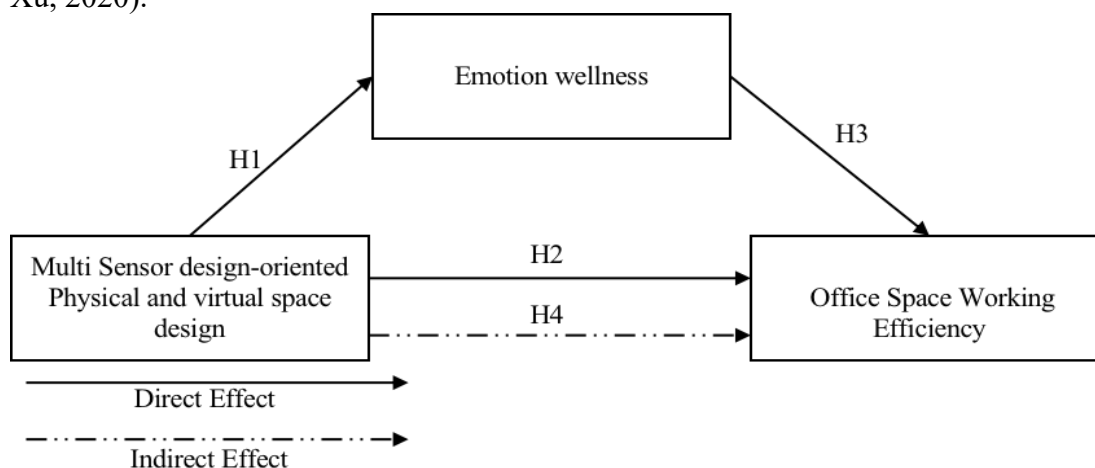 Xu, 2020).
Emotion wellness
H1
H3
Multi Sensor design-oriented
Physical and virtual space
design
H2
H4
Office Space Working
Efficiency
Direct Effect
Indirect Effect